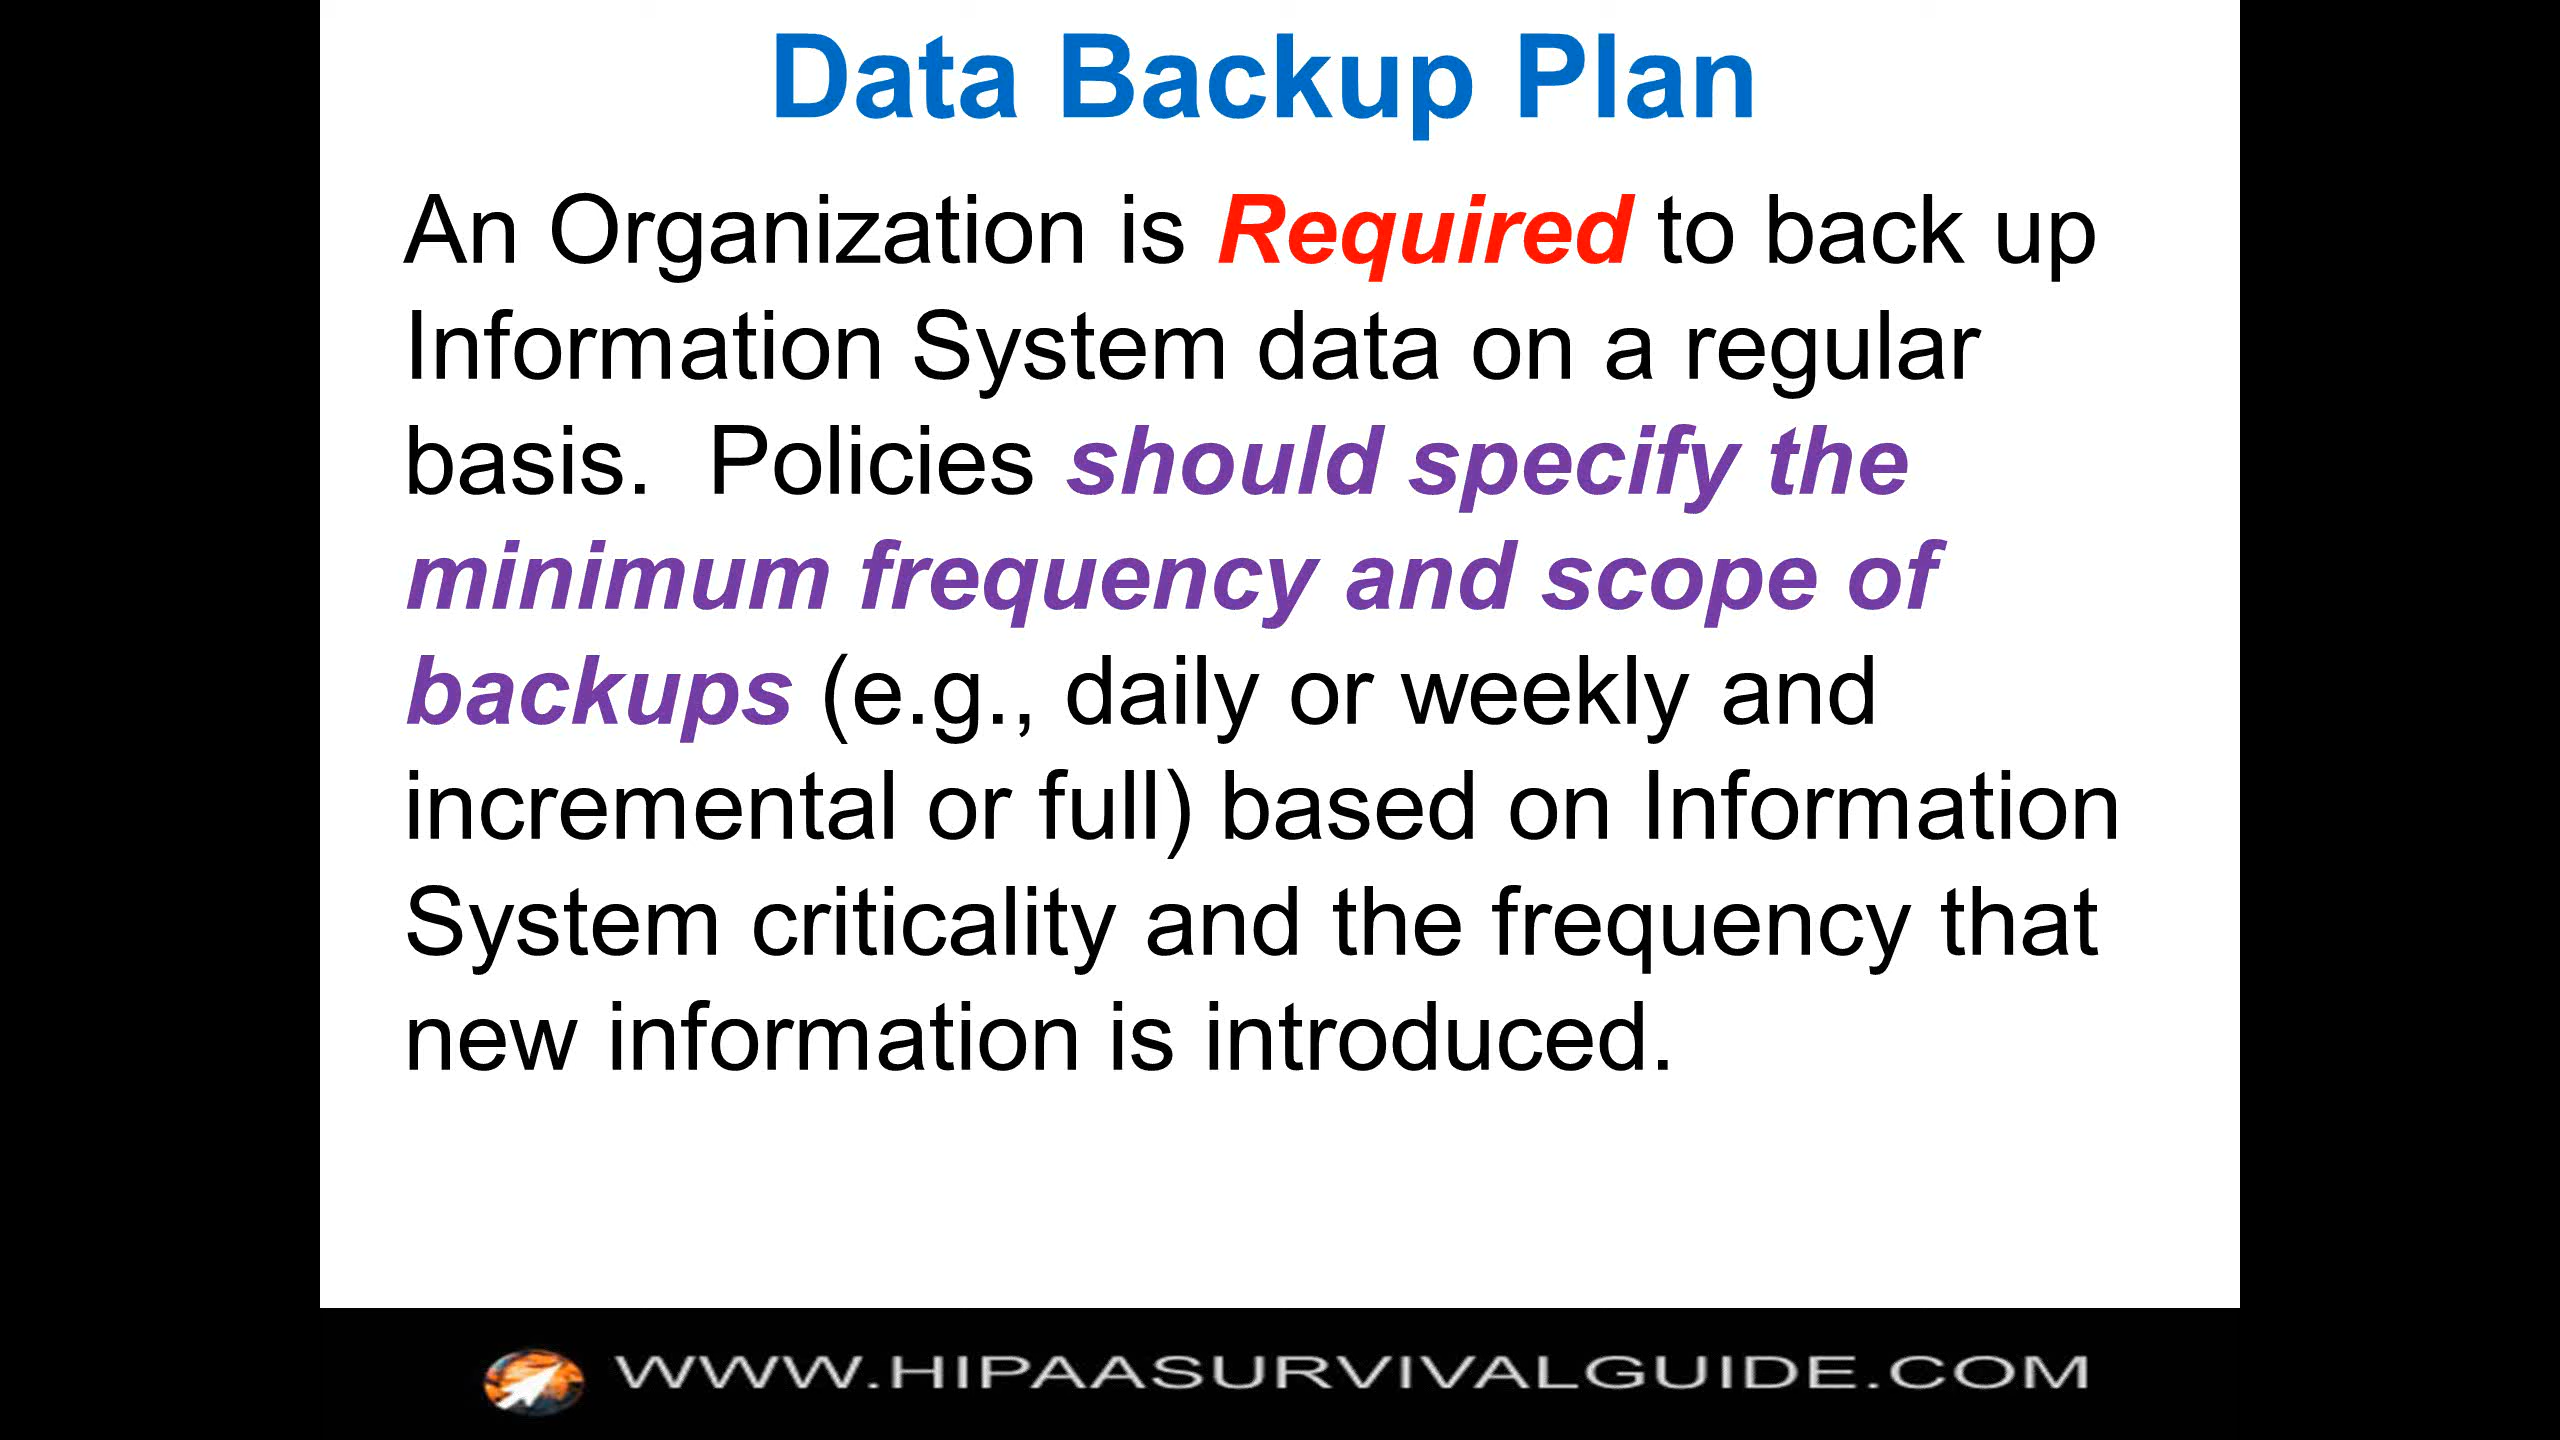 Data Backup Plan
An Organization is Required to back up
Information System data on a regular
basis.  Policies should specify the
minimum frequency and scope of
backups (e.g., daily or weekly and
incremental or full) based on Information
System criticality and the frequency that
new information is introduced.
WWW.HIPAASURVIVALGUIDE.COM